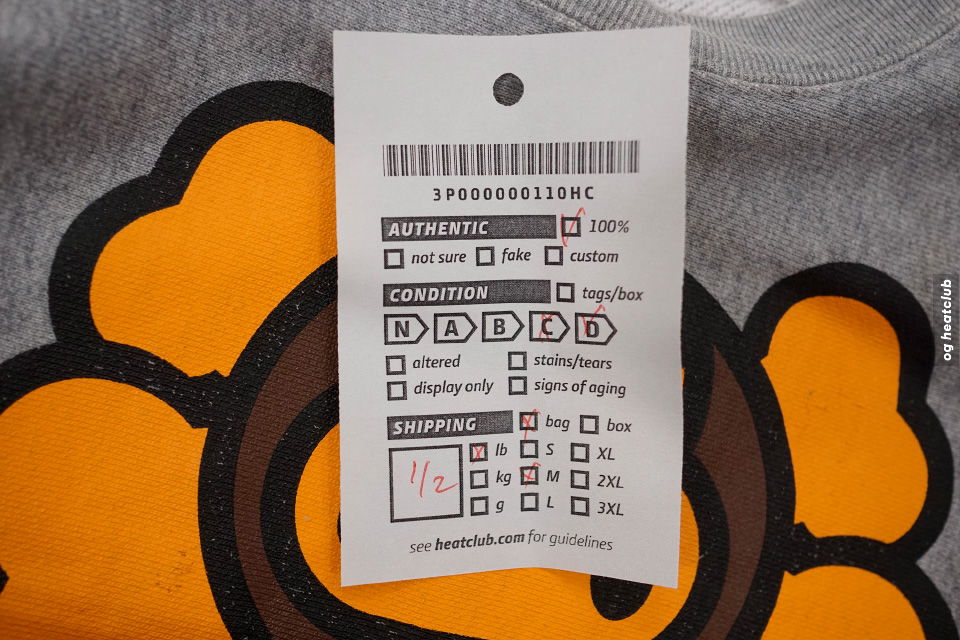 3P000000110HC
AUTHENTIC 100%
not sure fake custom
CONDITION tags/box
N A B C D
altered stains/tears
display only signs of aging
SHIPPING bag box
1/2 lb S XL
kg M 2XL
g L 3XL
see heatclub.com for guidelines
og heatclub